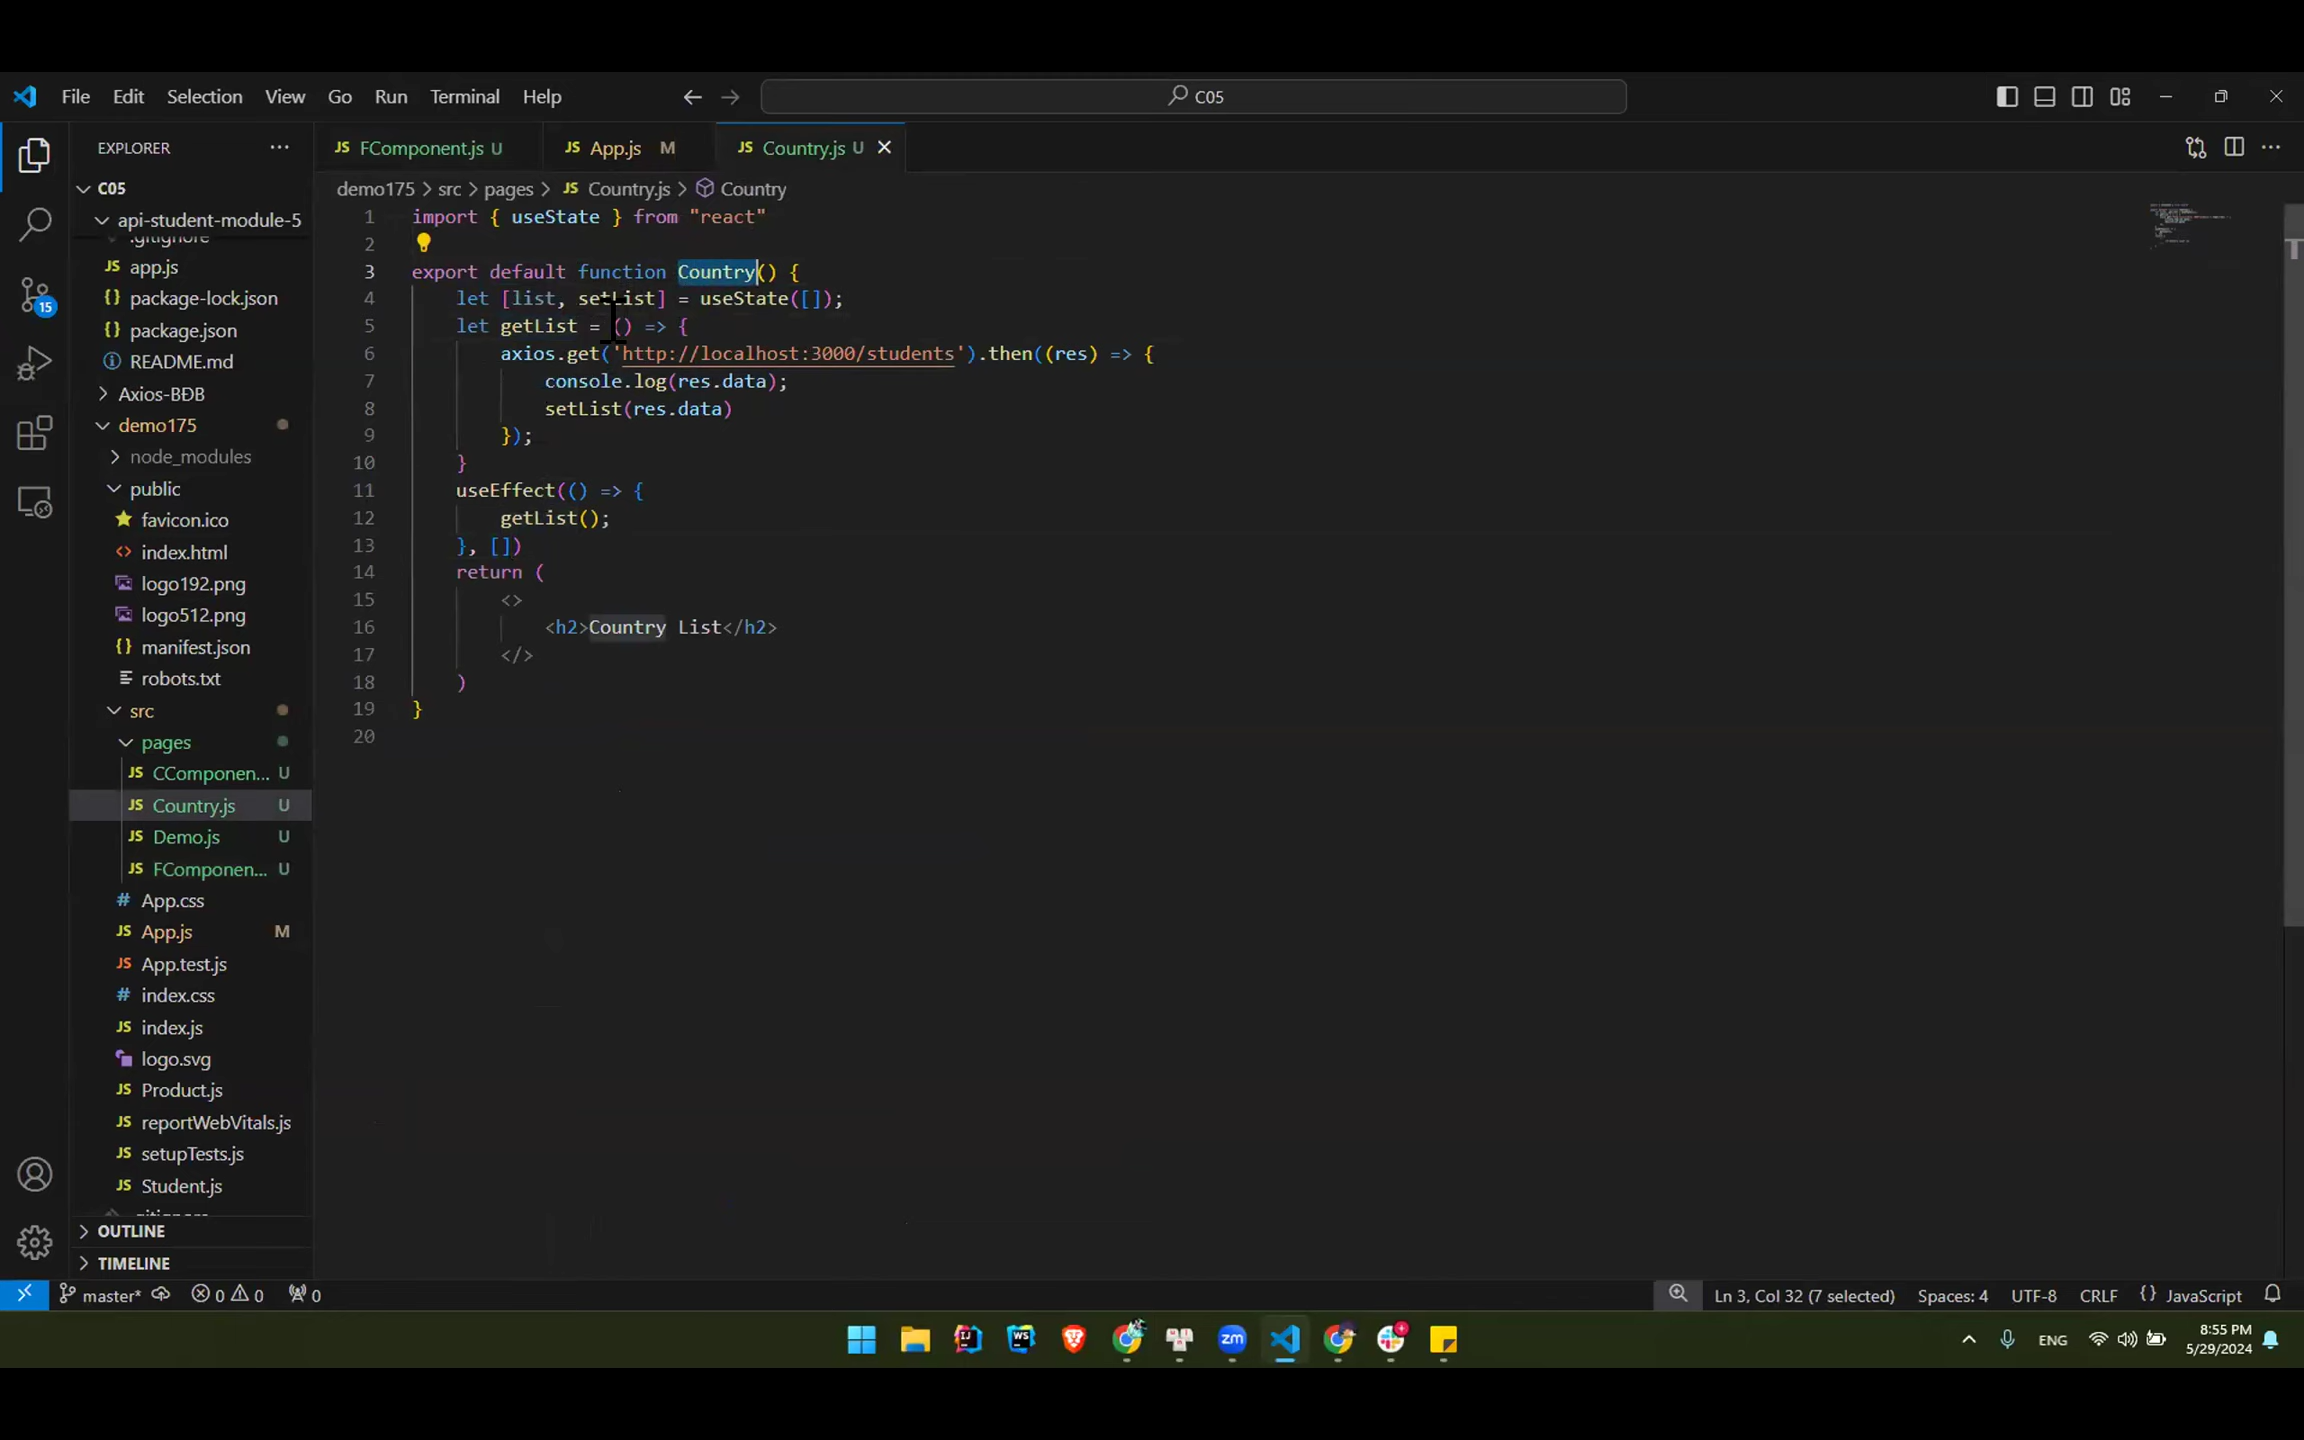 File Edit Selection View Go Run Terminal Help
C05
EXPLORER
C05
api-student-module-5
.gitignore
app.js
package-lock.json
package.json
README.md
Axios-BĐB
demo175
node_modules
public
favicon.ico
index.html
logo192.png
logo512.png
manifest.json
robots.txt
src
pages
CComponen... U
Country.js U
Demo.js U
FComponen... U
App.css
App.js M
App.test.js
index.css
index.js
logo.svg
Product.js
reportWebVitals.js
setupTests.js
Student.js
OUTLINE
TIMELINE
15
JS FComponent.js U JS App.js M JS Country.js U
demo175 > src > pages > JS Country.js > Country
1 import { useState } from "react"
2
3 export default function Country() {
4 let [list, setList] = useState([]);
5 let getList = () => {
6 axios.get('http://localhost:3000/students').then((res) => {
7 console.log(res.data);
8 setList(res.data)
9 });
10 }
11 useEffect(() => {
12 getList();
13 }, [])
14 return (
15 <>
16 <h2>Country List</h2>
17 </>
18 )
19 }
20
master* 0 0 0 Ln 3, Col 32 (7 selected) Spaces: 4 UTF-8 CRLF {} JavaScript
zm ENG 8:55 PM
5/29/2024